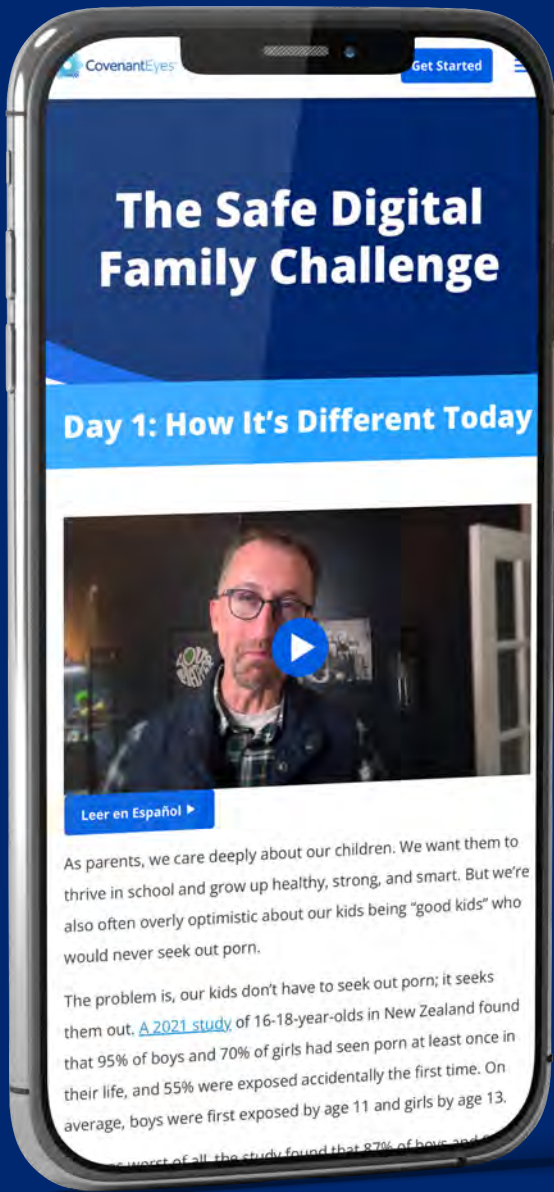 CovenantEyes
Get Started
The Safe Digital
Family Challenge
Day 1: How It's Different Today
Leer en Español
As parents, we care deeply about our children. We want them to
thrive in school and grow up healthy, strong, and smart. But we're
also often overly optimistic about our kids being “good kids” who
would never seek out porn.
The problem is, our kids don't have to seek out porn; it seeks
them out. A 2021 study of 16-18-year-olds in New Zealand found
that 95% of boys and 70% of girls had seen porn at least once in
their life, and 55% were exposed accidentally the first time. On
average, boys were first exposed by age 11 and girls by age 13.
worst of all, the study found that 87% of boys and